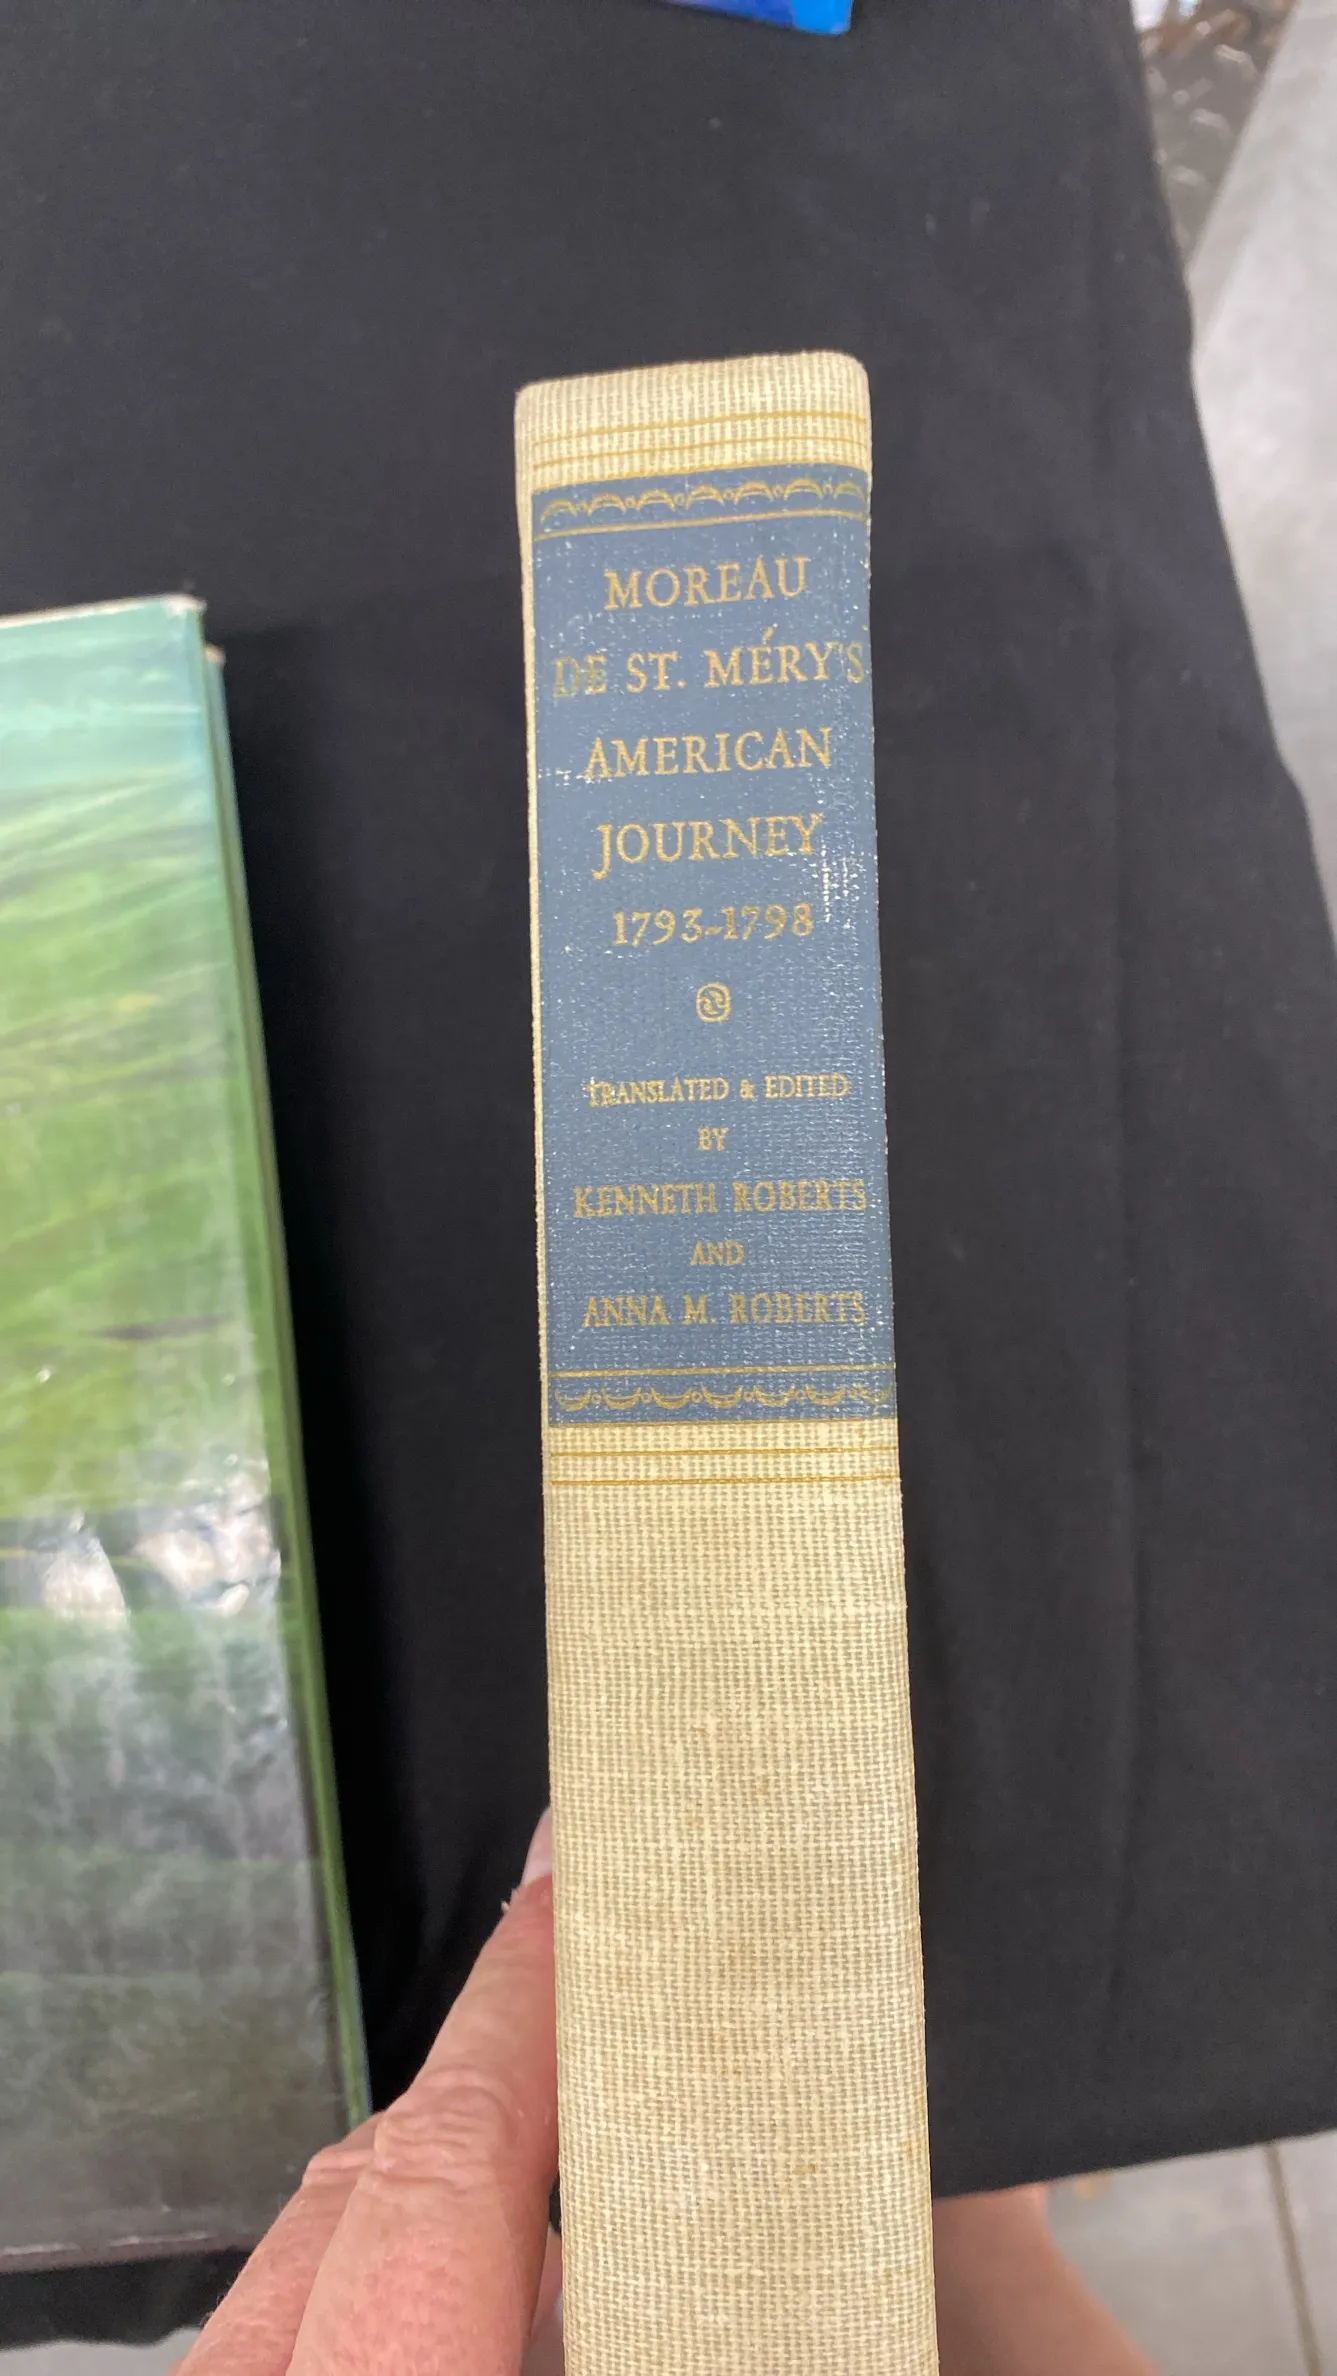 MOREAU
DE ST. MÉRY'S
AMERICAN
JOURNEY
1793-1798
TRANSLATED & EDITED
BY
KENNETH ROBERTS
AND
ANNA M. ROBERTS